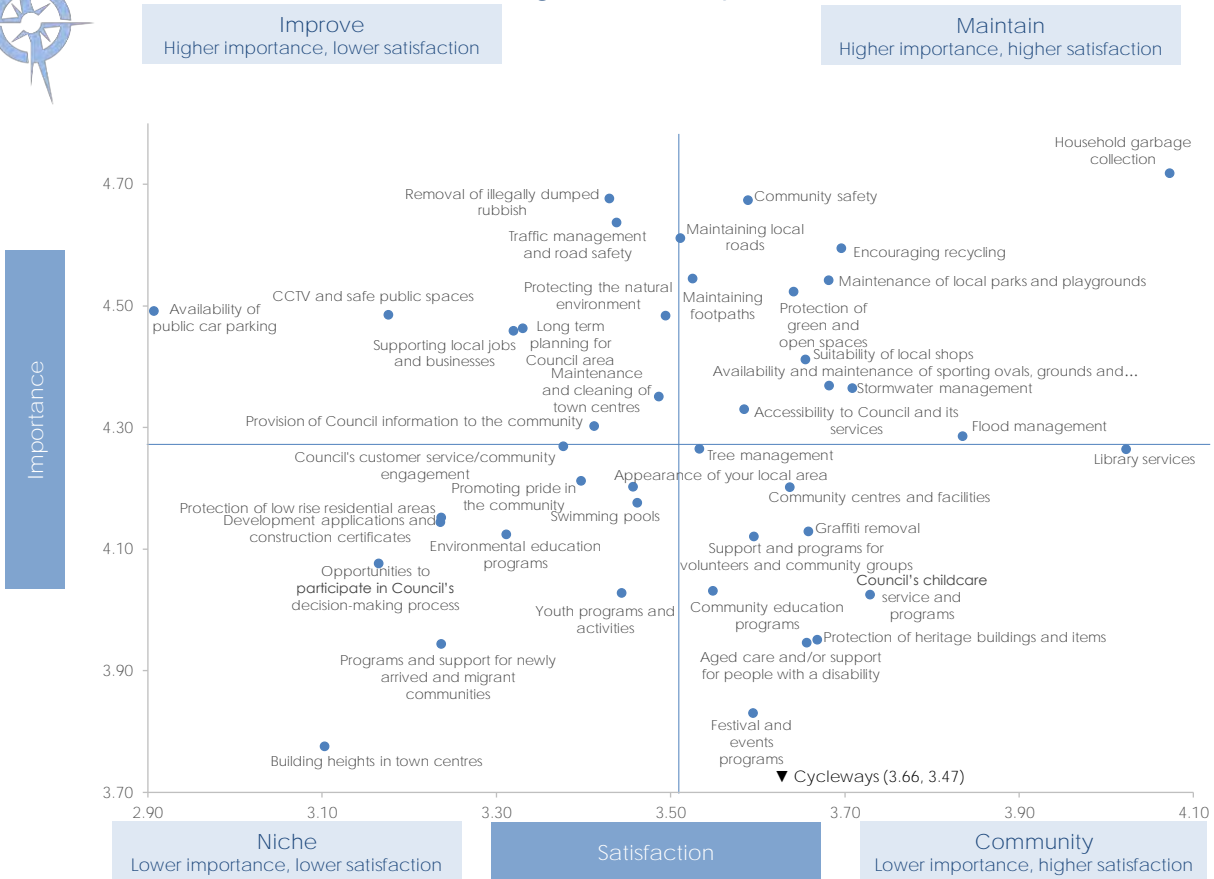 Improve
Higher importance, lower satisfaction
Maintain
Higher importance, higher satisfaction
Household garbage
collection
4.70
Removal of illegally dumped
rubbish
Community safety
Traffic management
and road safety
Maintaining local
roads
Encouraging recycling
Protecting the natural
environment
Maintenance of local parks and playgrounds
CCTV and safe public spaces
Maintaining
footpaths
Protection of
green and
open spaces
4.50
Availability of
public car parking
Supporting local jobs
and businesses
Long term
planning for
Council area
Suitability of local shops
Maintenance
and cleaning of
town centres
Availability and maintenance of sporting ovals, grounds and…
Stormwater management
Provision of Council information to the community
Accessibility to Council and its
services
Flood management
4.30
Importance
Council's customer service/community
engagement
Tree management
Library services
Appearance of your local area
Promoting pride in
the community
Community centres and facilities
Protection of low rise residential areas
Development applications and
construction certificates
Swimming pools
Graffiti removal
4.10
Environmental education
programs
Support and programs for
volunteers and community groups
Opportunities to
participate in Council’s
decision-making process
Council’s childcare
service and
programs
Youth programs and
activities
Community education
programs
Protection of heritage buildings and items
3.90
Programs and support for newly
arrived and migrant
communities
Aged care and/or support
for people with a disability
Festival and
events
programs
Building heights in town centres
▼ Cycleways (3.66, 3.47)
3.70
2.90 3.10 3.30 3.50 3.70 3.90 4.10
Niche
Lower importance, lower satisfaction
Satisfaction
Community
Lower importance, higher satisfaction